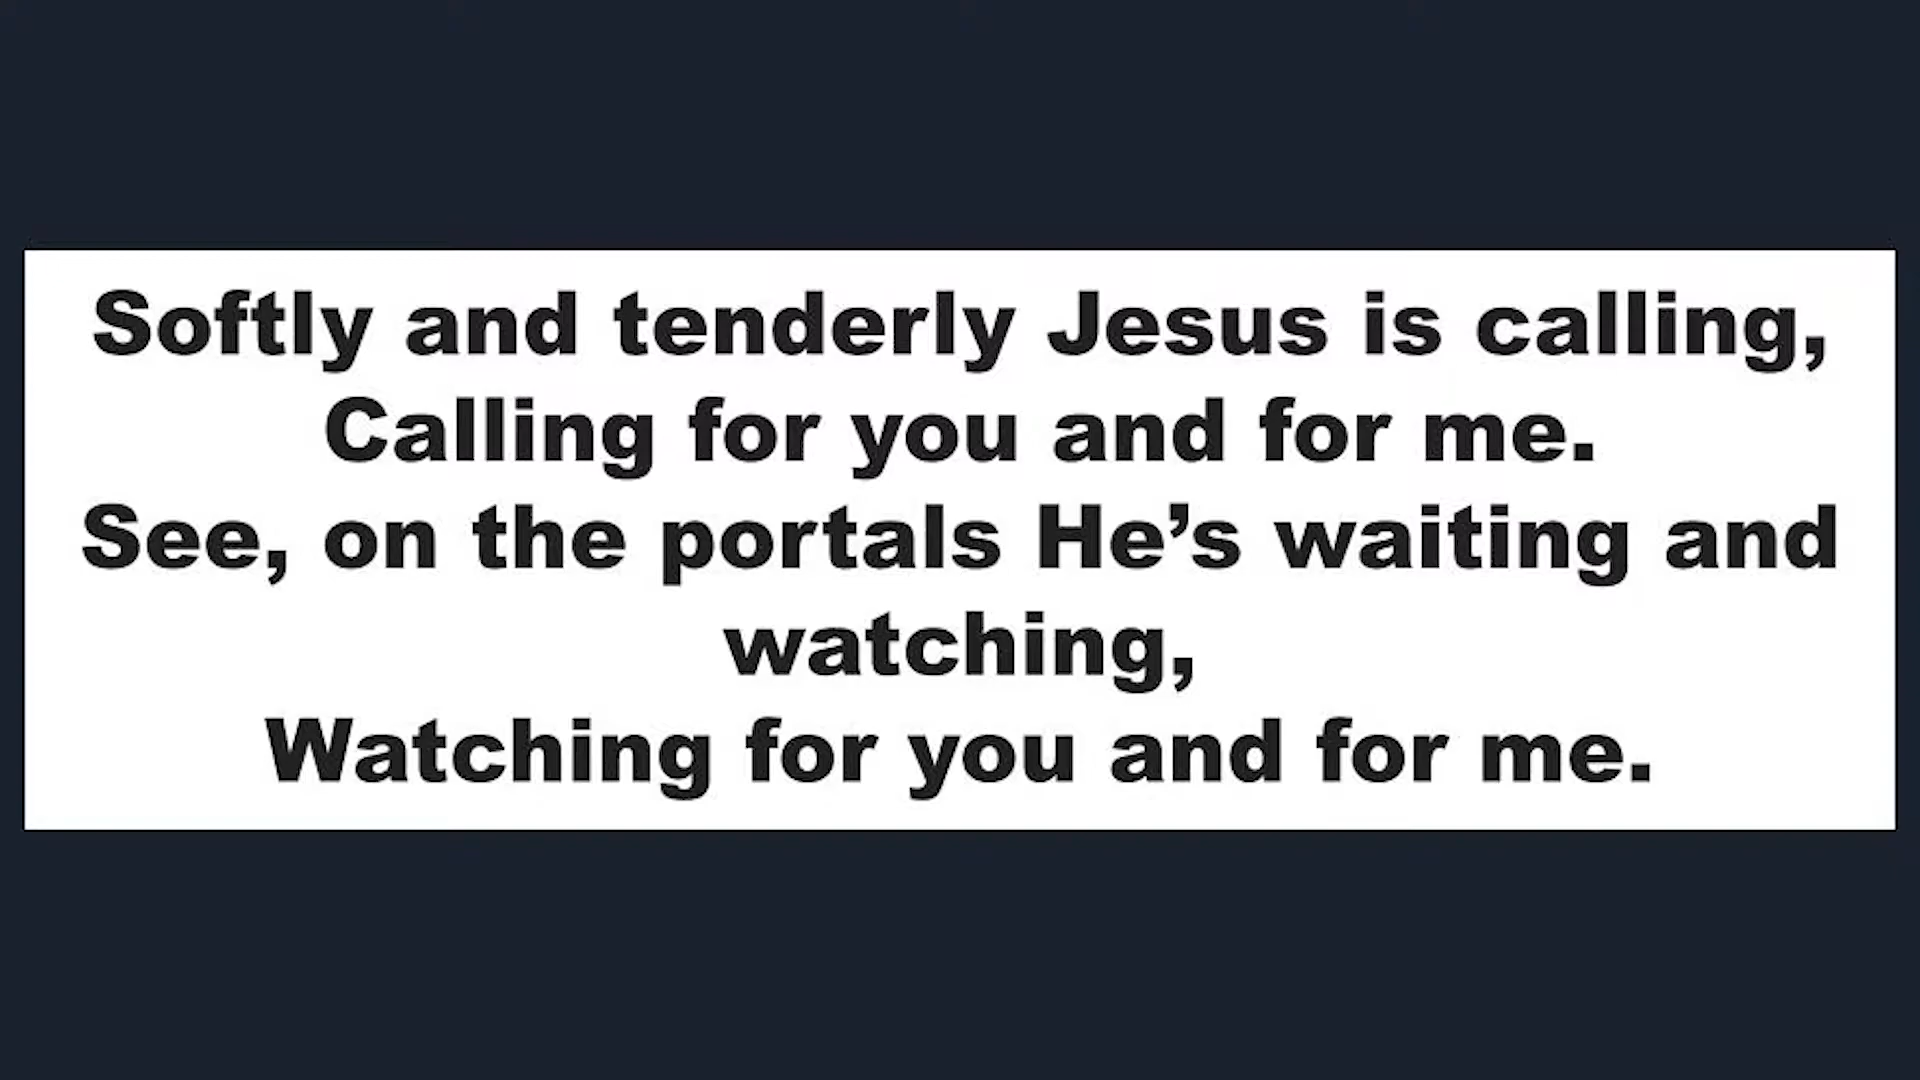 Softly and tenderly Jesus is calling,
Calling for you and for me.
See, on the portals He’s waiting and
watching,
Watching for you and for me.